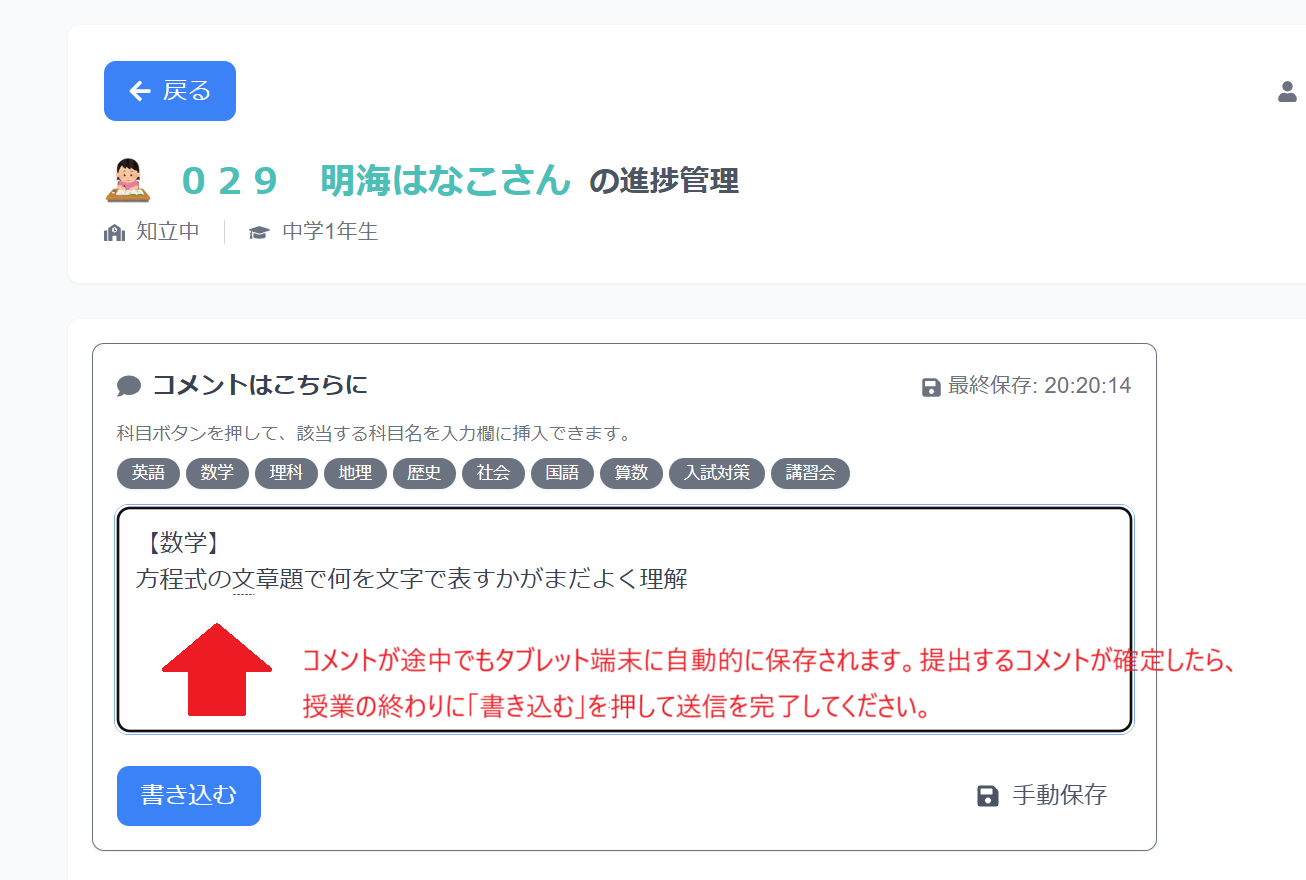 戻る
０２９　明海はなこさん の進捗管理
知立中 中学1年生
コメントはこちらに 最終保存: 20:20:14
科目ボタンを押して、該当する科目名を入力欄に挿入できます。
英語 数学 理科 地理 歴史 社会 国語 算数 入試対策 講習会
【数学】
方程式の文章題で何を文字で表すかがまだよく理解
コメントが途中でもタブレット端末に自動的に保存されます。提出するコメントが確定したら、
授業の終わりに「書き込む」を押して送信を完了してください。
書き込む 手動保存